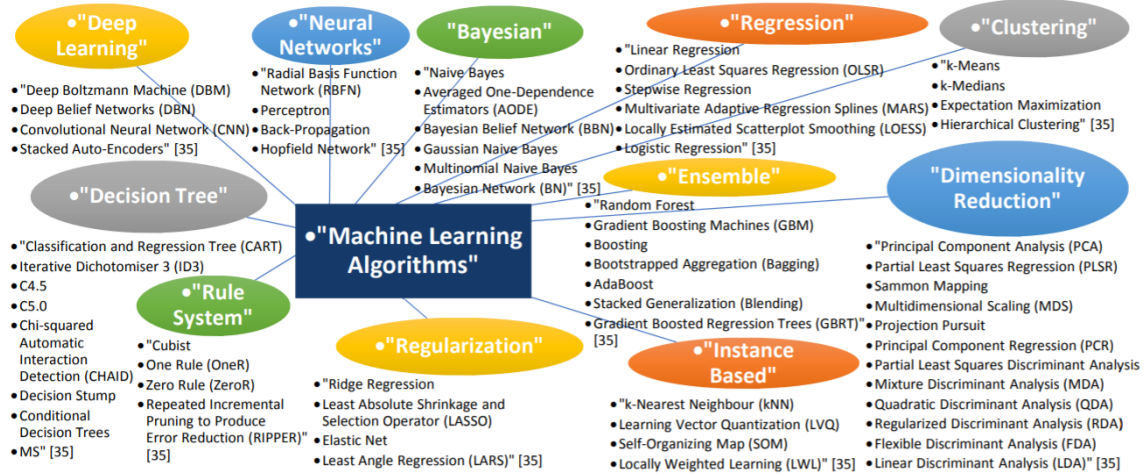 •"Deep
Learning"
•"Deep Boltzmann Machine (DBM)
•Deep Belief Networks (DBN)
•Convolutional Neural Network (CNN)
•Stacked Auto-Encoders" [35]
•"Neural
Networks"
•"Radial Basis Function
Network (RBFN)
•Perceptron
•Back-Propagation
•Hopfield Network" [35]
•"Bayesian"
•"Naive Bayes
•Averaged One-Dependence
Estimators (AODE)
•Bayesian Belief Network (BBN)
•Gaussian Naive Bayes
•Multinomial Naive Bayes
•Bayesian Network (BN)" [35]
•"Regression"
•"Linear Regression
•Ordinary Least Squares Regression (OLSR)
•Stepwise Regression
•Multivariate Adaptive Regression Splines (MARS)
•Locally Estimated Scatterplot Smoothing (LOESS)
•Logistic Regression" [35]
•"Clustering"
•"k-Means
•k-Medians
•Expectation Maximization
•Hierarchical Clustering" [35]
•"Decision Tree"
•"Classification and Regression Tree (CART)
•Iterative Dichotomiser 3 (ID3)
•C4.5
•C5.0
•Chi-squared
Automatic
Interaction
Detection (CHAID)
•Decision Stump
•Conditional
Decision Trees
•MS" [35]
•"Machine Learning
Algorithms"
•"Ensemble"
•"Random Forest
•Gradient Boosting Machines (GBM)
•Boosting
•Bootstrapped Aggregation (Bagging)
•AdaBoost
•Stacked Generalization (Blending)
•Gradient Boosted Regression Trees (GBRT)"
[35]
•"Dimensionality
Reduction"
•"Principal Component Analysis (PCA)
•Partial Least Squares Regression (PLSR)
•Sammon Mapping
•Multidimensional Scaling (MDS)
•Projection Pursuit
•Principal Component Regression (PCR)
•Partial Least Squares Discriminant Analysis
•Mixture Discriminant Analysis (MDA)
•Quadratic Discriminant Analysis (QDA)
•Regularized Discriminant Analysis (RDA)
•Flexible Discriminant Analysis (FDA)
•Linear Discriminant Analysis (LDA)" [35]
•"Rule
System"
•"Cubist
•One Rule (OneR)
•Zero Rule (ZeroR)
•Repeated Incremental
Pruning to Produce
Error Reduction (RIPPER)"
[35]
•"Regularization"
•"Ridge Regression
•Least Absolute Shrinkage and
Selection Operator (LASSO)
•Elastic Net
•Least Angle Regression (LARS)" [35]
•"Instance
Based"
•"k-Nearest Neighbour (kNN)
•Learning Vector Quantization (LVQ)
•Self-Organizing Map (SOM)
•Locally Weighted Learning (LWL)" [35]